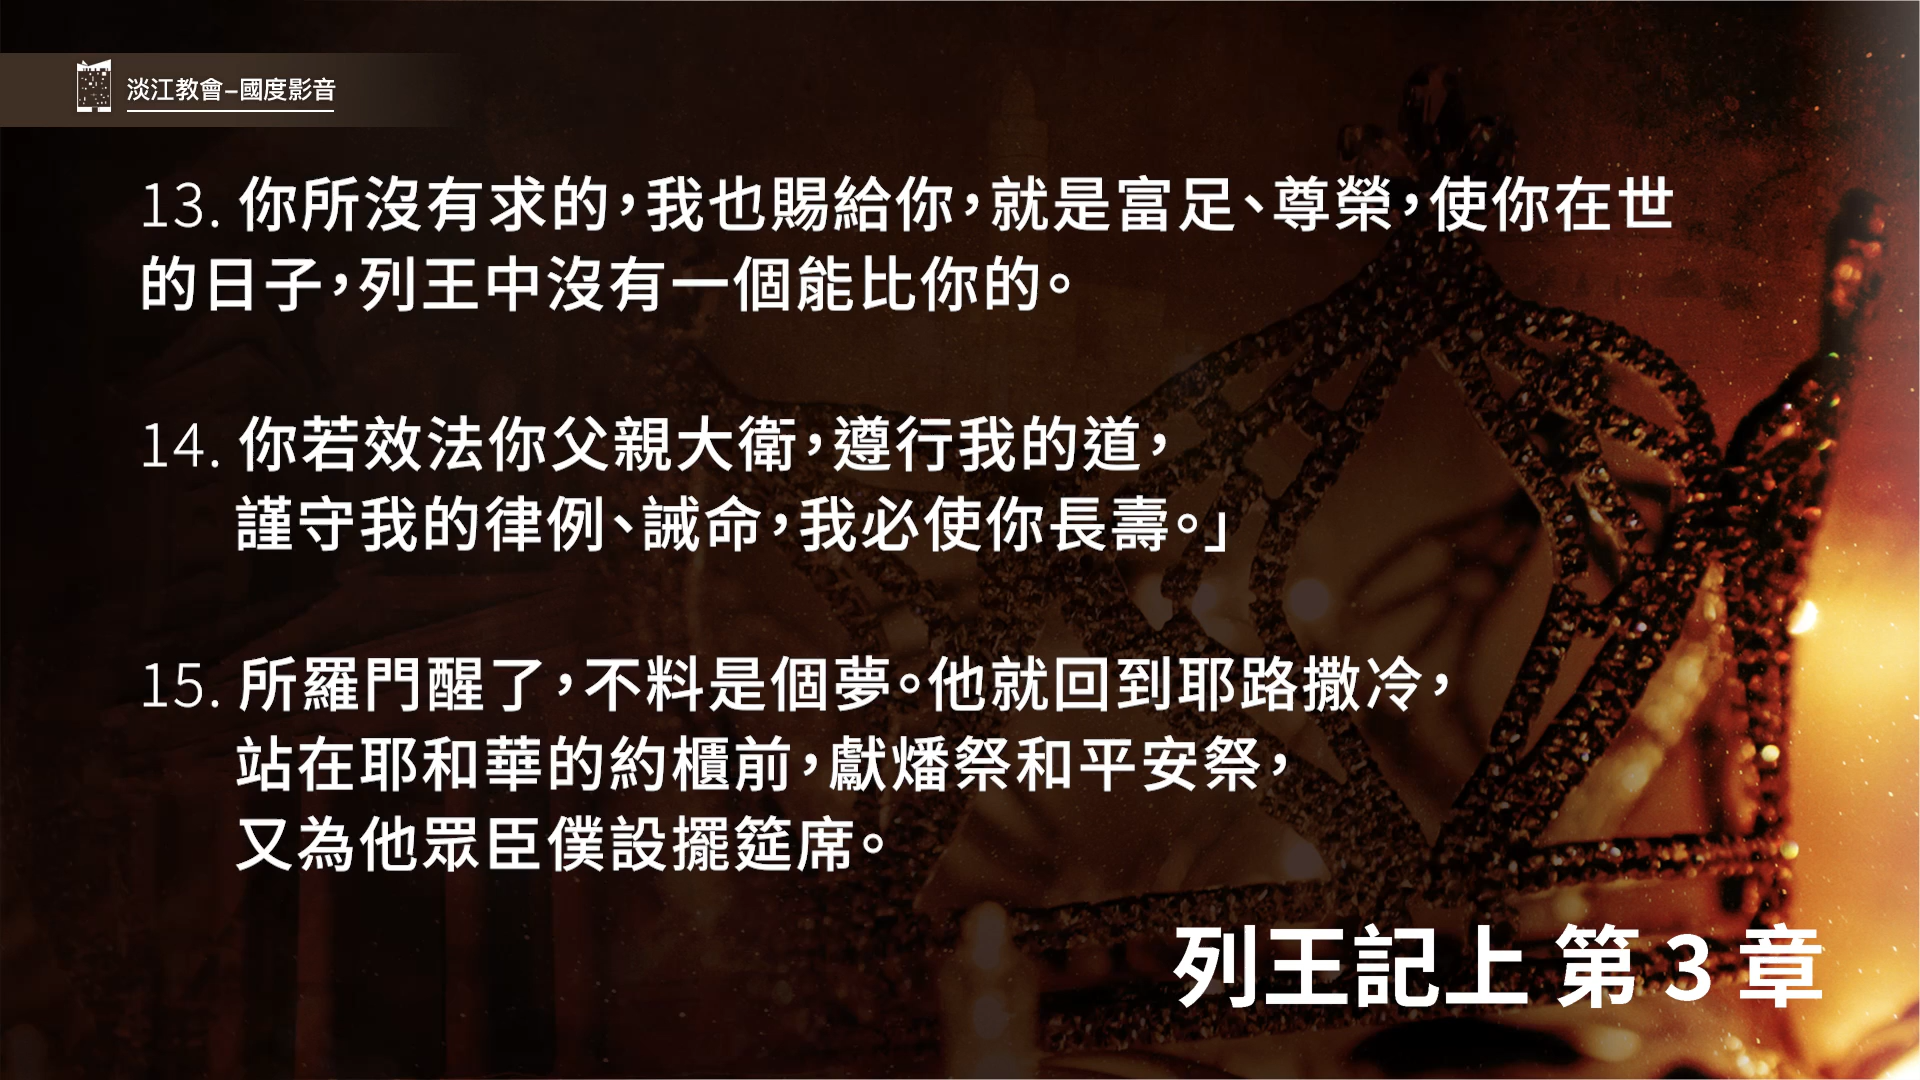 淡江教會–國度影音
13. 你所沒有求的，我也賜給你，就是富足、尊榮，使你在世
的日子，列王中沒有一個能比你的。
14. 你若效法你父親大衛，遵行我的道，
謹守我的律例、誡命，我必使你長壽。」
15. 所羅門醒了，不料是個夢。他就回到耶路撒冷，
站在耶和華的約櫃前，獻燔祭和平安祭，
又為他眾臣僕設擺筵席。
列王記上 第 3 章